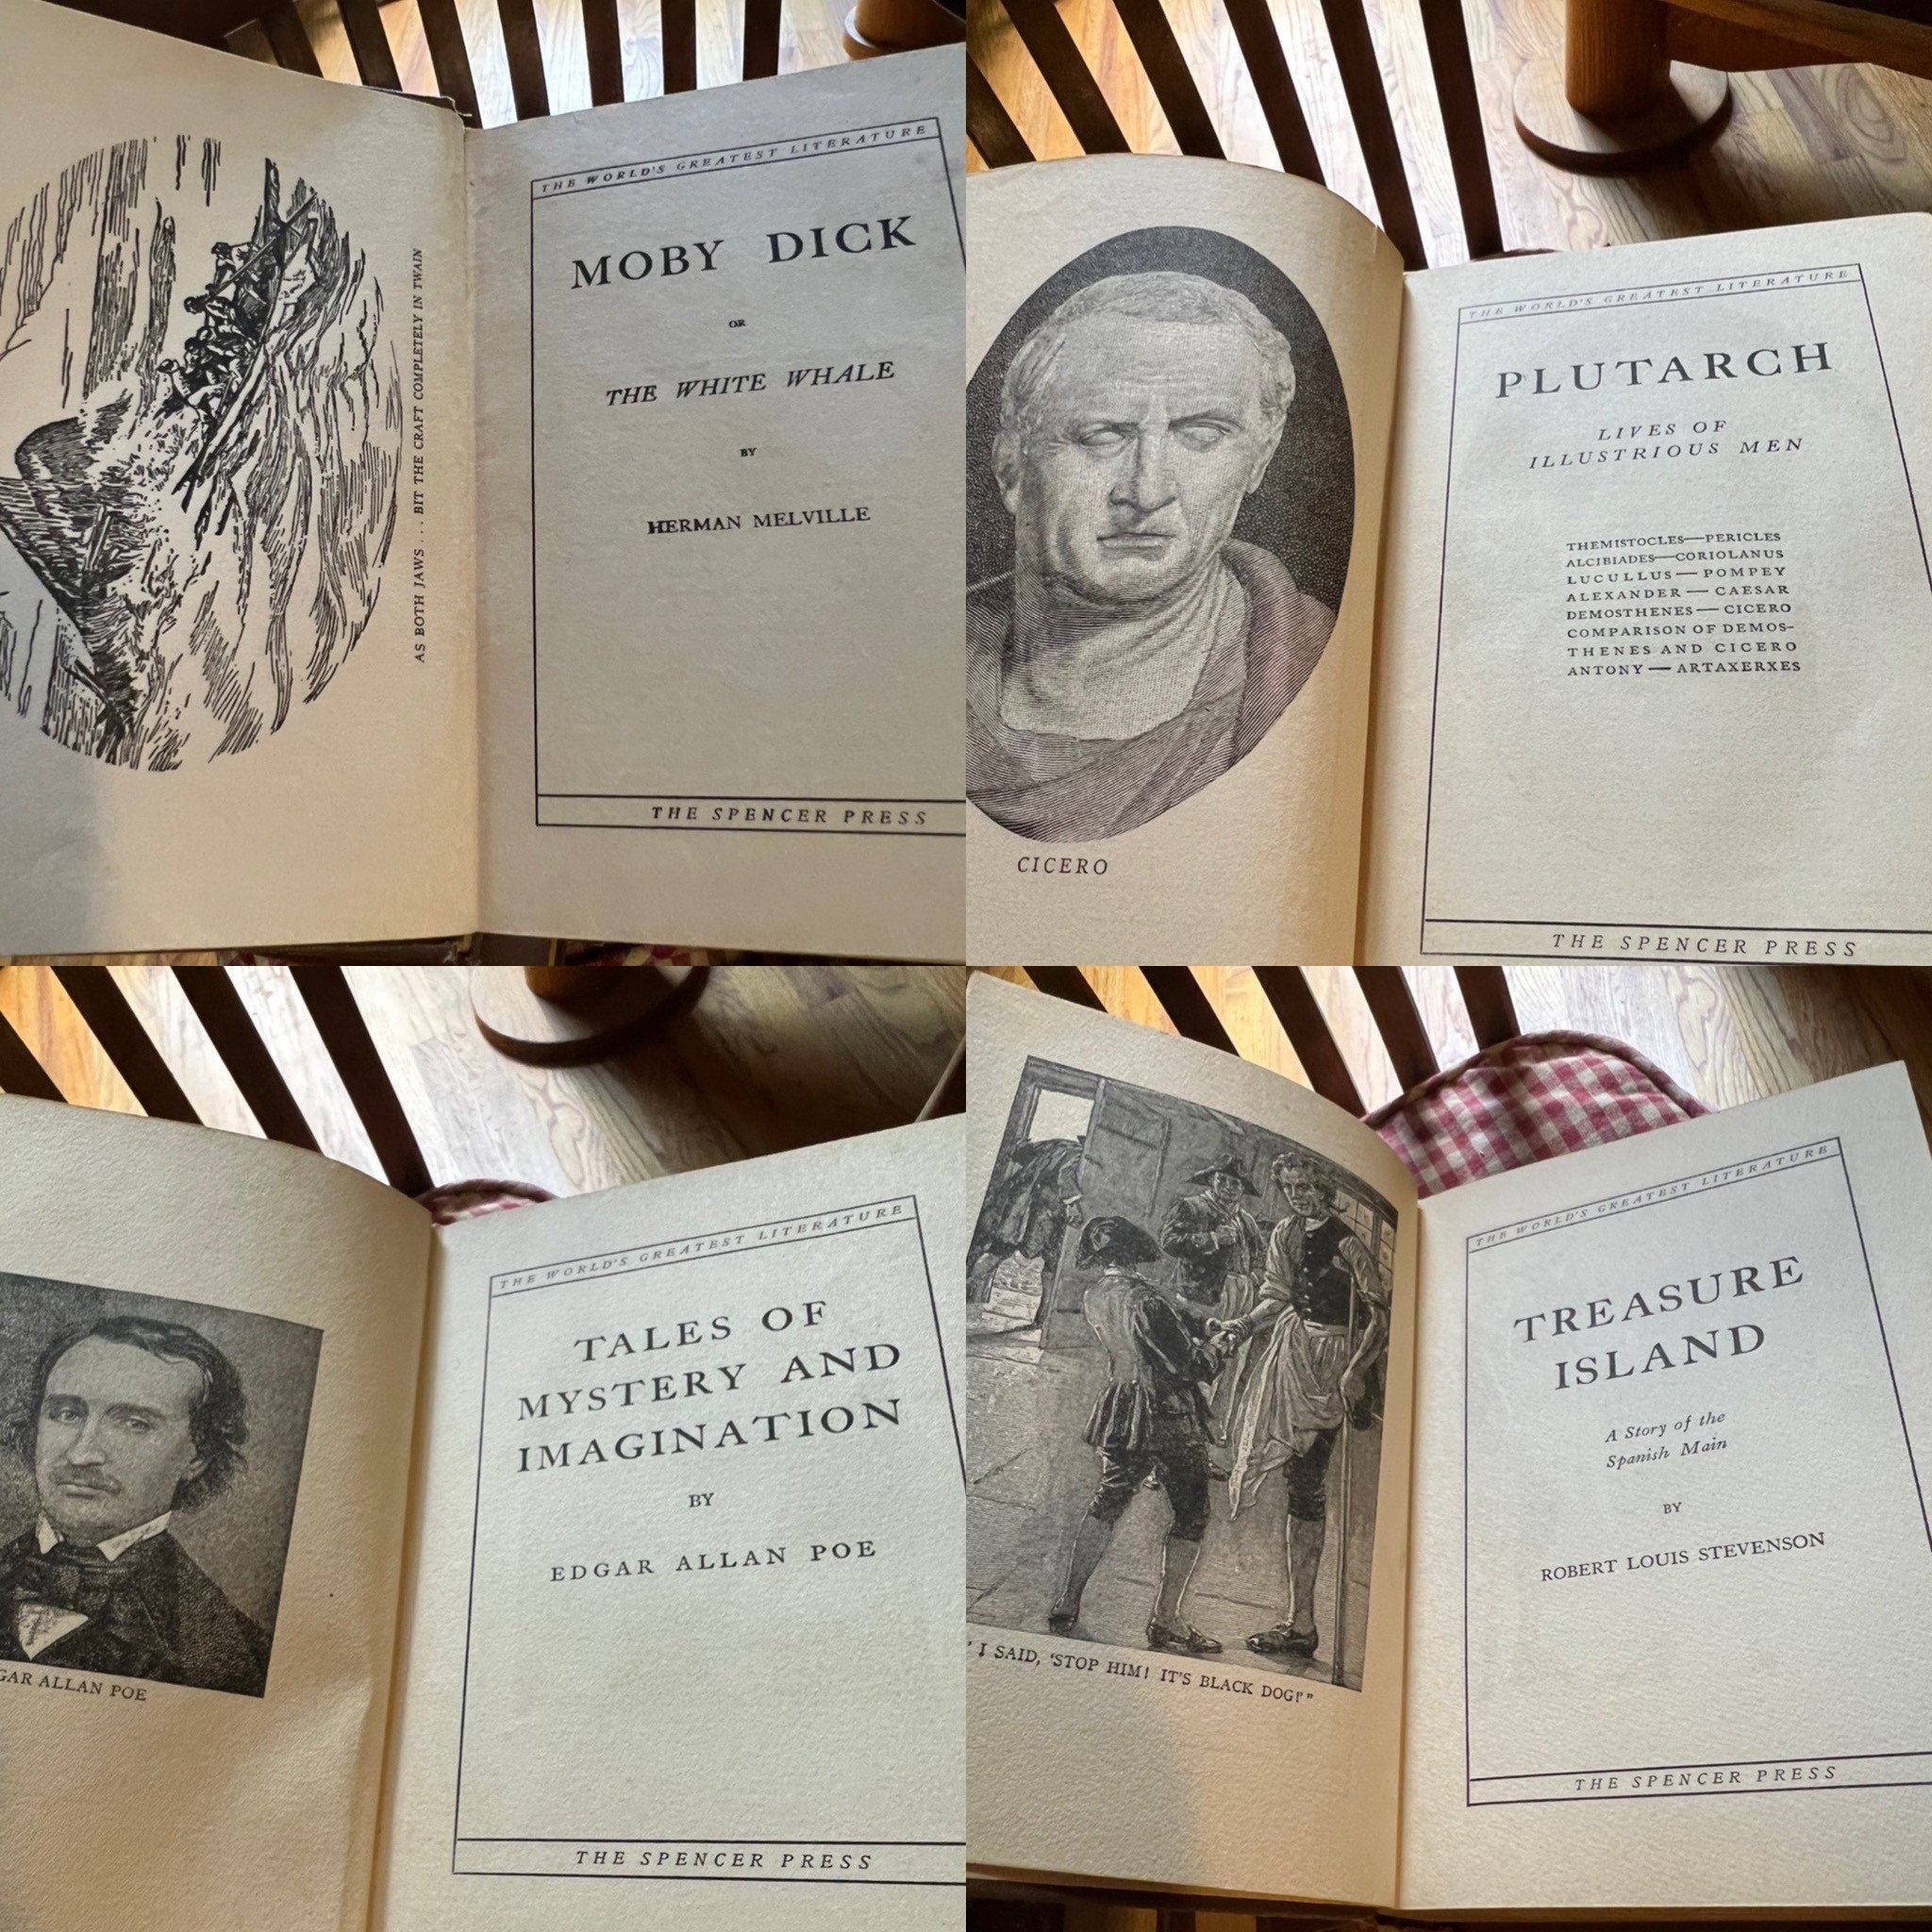 AS BOTH JAWS . . . BIT THE CRAFT COMPLETELY IN TWAIN
THE WORLD'S GREATEST LITERATURE
MOBY DICK
OR
THE WHITE WHALE
BY
HERMAN MELVILLE
THE SPENCER PRESS
CICERO
THE WORLD'S GREATEST LITERATURE
PLUTARCH
LIVES OF
ILLUSTRIOUS MEN
THEMISTOCLES—PERICLES
ALCIBIADES—CORIOLANUS
LUCULLUS — POMPEY
ALEXANDER — CAESAR
DEMOSTHENES — CICERO
COMPARISON OF DEMOS-
THENES AND CICERO
ANTONY — ARTAXERXES
THE SPENCER PRESS
GAR ALLAN POE
THE WORLD'S GREATEST LITERATURE
TALES OF
MYSTERY AND
IMAGINATION
BY
EDGAR ALLAN POE
THE SPENCER PRESS
' I SAID, 'STOP HIM! IT'S BLACK DOG!'"
THE WORLD'S GREATEST LITERATURE
TREASURE
ISLAND
A Story of the
Spanish Main
BY
ROBERT LOUIS STEVENSON
THE SPENCER PRESS